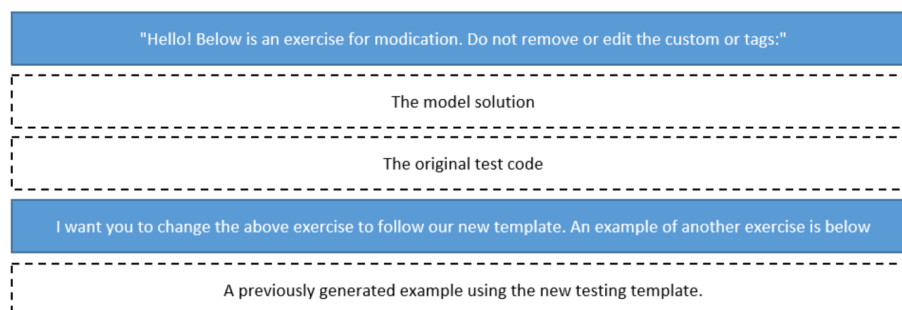 "Hello! Below is an exercise for modication. Do not remove or edit the custom or tags:"
The model solution
The original test code
I want you to change the above exercise to follow our new template. An example of another exercise is below
A previously generated example using the new testing template.